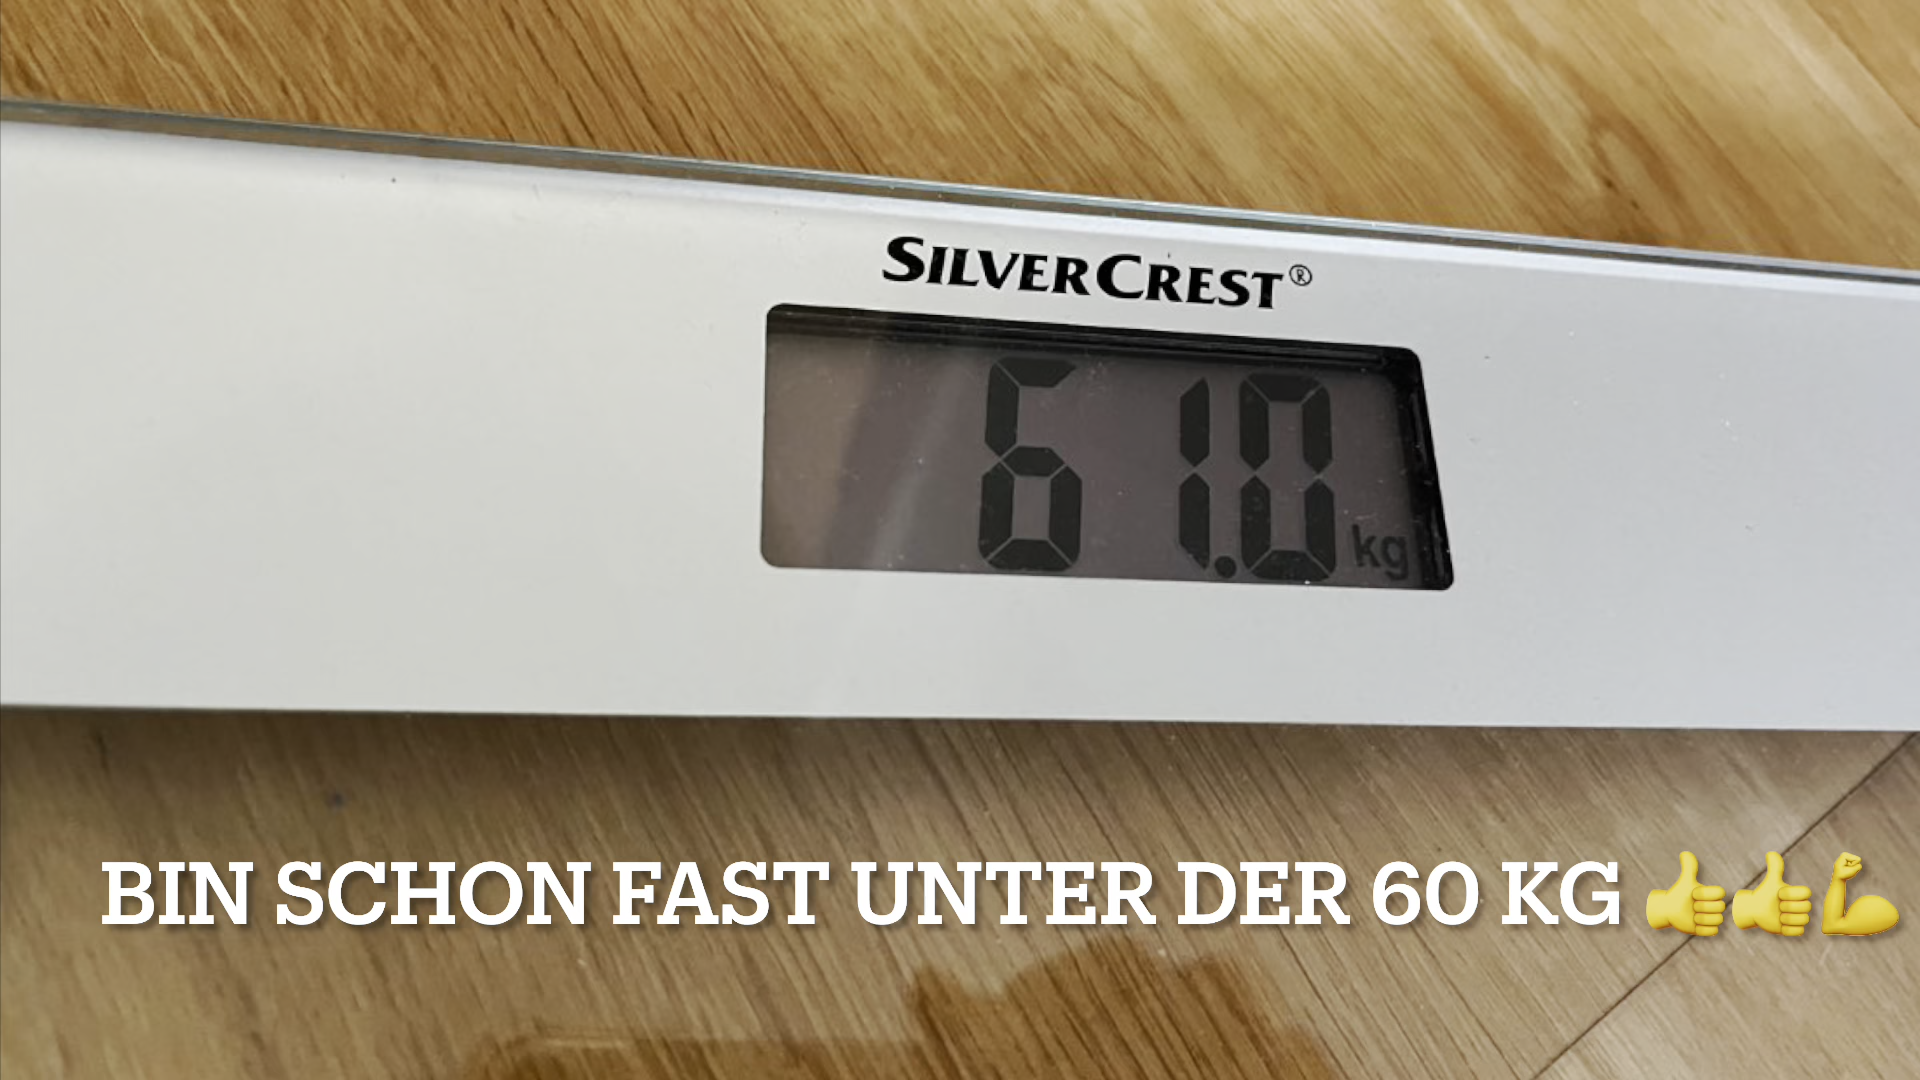 SILVERCREST®
61.0 kg
BIN SCHON FAST UNTER DER 60 KG 👍👍💪